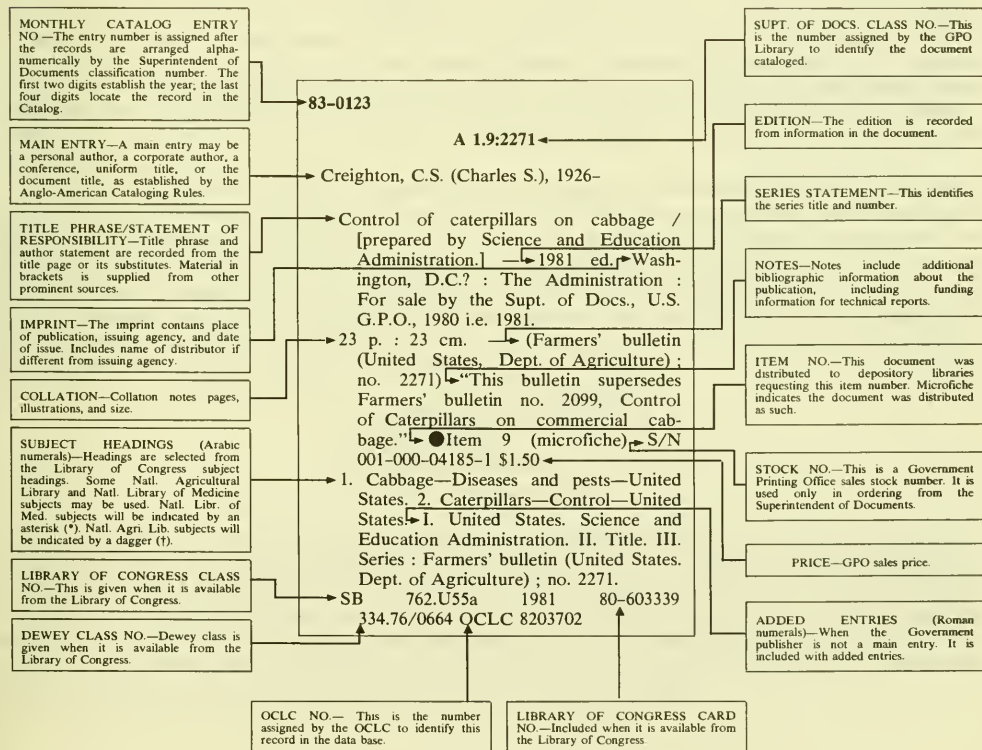 MONTHLY CATALOG ENTRY
NO —The entry number is assigned after
the records are arranged alpha-
numerically by the Superintendent of
Documents classification number. The
first two digits establish the year; the last
four digits locate the record in the
Catalog.
MAIN ENTRY—A main entry may be
a personal author, a corporate author, a
conference, uniform title, or the
document title, as established by the
Anglo-American Cataloging Rules.
TITLE PHRASE/STATEMENT OF
RESPONSIBILITY—Title phrase and
author statement are recorded from the
title page or its substitutes. Material in
brackets is supplied from other
prominent sources.
IMPRINT—The imprint contains place
of publication, issuing agency, and date
of issue. Includes name of distributor if
different from issuing agency.
COLLATION—Collation notes pages,
illustrations, and size.
SUBJECT HEADINGS (Arabic
numerals)—Headings are selected from
the Library of Congress subject
headings. Some Natl. Agricultural
Library and Natl. Library of Medicine
subjects may be used. Natl. Libr. of
Med. subjects will be indicated by an
asterisk (*). Natl. Agri. Lib. subjects will
be indicated by a dagger (†).
LIBRARY OF CONGRESS CLASS
NO.—This is given when it is available
from the Library of Congress.
DEWEY CLASS NO.—Dewey class is
given when it is available from the
Library of Congress.
83-0123
A 1.9:2271
Creighton, C.S. (Charles S.), 1926–
Control of caterpillars on cabbage /
[prepared by Science and Education
Administration.] — 1981 ed. Wash-
ington, D.C.? : The Administration :
For sale by the Supt. of Docs., U.S.
G.P.O., 1980 i.e. 1981.
23 p. : 23 cm. — (Farmers' bulletin
(United States, Dept. of Agriculture) ;
no. 2271) “This bulletin supersedes
Farmers' bulletin no. 2099, Control
of Caterpillars on commercial cab-
bage.” ●Item 9 (microfiche) S/N
001-000-04185-1 $1.50
1. Cabbage—Diseases and pests—United
States. 2. Caterpillars—Control—United
States. I. United States. Science and
Education Administration. II. Title. III.
Series : Farmers' bulletin (United States.
Dept. of Agriculture) ; no. 2271.
SB 762.U55a 1981 80-603339
334.76/0664 OCLC 8203702
SUPT. OF DOCS. CLASS NO.—This
is the number assigned by the GPO
Library to identify the document
cataloged.
EDITION—The edition is recorded
from information in the document.
SERIES STATEMENT—This identifies
the series title and number.
NOTES—Notes include additional
bibliographic information about the
publication, including funding
information for technical reports.
ITEM NO.—This document was
distributed to depository libraries
requesting this item number. Microfiche
indicates the document was distributed
as such.
STOCK NO.—This is a Government
Printing Office sales stock number. It is
used only in ordering from the
Superintendent of Documents.
PRICE—GPO sales price.
ADDED ENTRIES (Roman
numerals)—When the Government
publisher is not a main entry. It is
included with added entries.
OCLC NO.— This is the number
assigned by the OCLC to identify this
record in the data base.
LIBRARY OF CONGRESS CARD
NO.—Included when it is available from
the Library of Congress